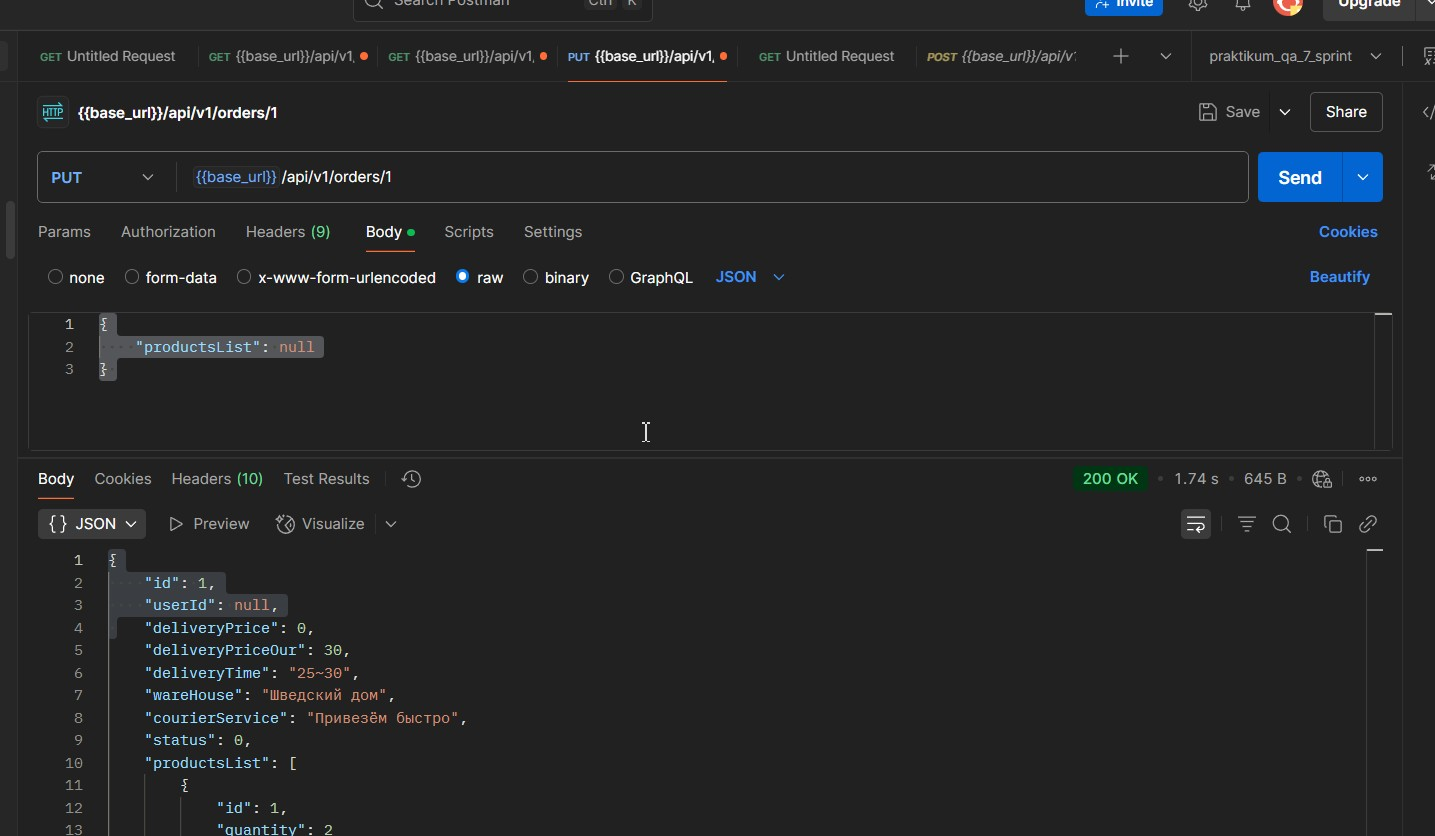 Search Postman Ctrl K Invite Upgrade
GET Untitled Request GET {{base_url}}/api/v1, GET {{base_url}}/api/v1, PUT {{base_url}}/api/v1, GET Untitled Request POST {{base_url}}/api/v1 praktikum_qa_7_sprint
HTTP {{base_url}}/api/v1/orders/1 Save Share
PUT {{base_url}} /api/v1/orders/1 Send
Params Authorization Headers (9) Body Scripts Settings Cookies
none form-data x-www-form-urlencoded raw binary GraphQL JSON Beautify
1 {
2 "productsList": null
3 }
Body Cookies Headers (10) Test Results 200 OK • 1.74 s • 645 B
{} JSON Preview Visualize
1 {
2 "id": 1,
3 "userId": null,
4 "deliveryPrice": 0,
5 "deliveryPriceOur": 30,
6 "deliveryTime": "25~30",
7 "wareHouse": "Шведский дом",
8 "courierService": "Привезём быстро",
9 "status": 0,
10 "productsList": [
11 {
12 "id": 1,
13 "quantity": 2